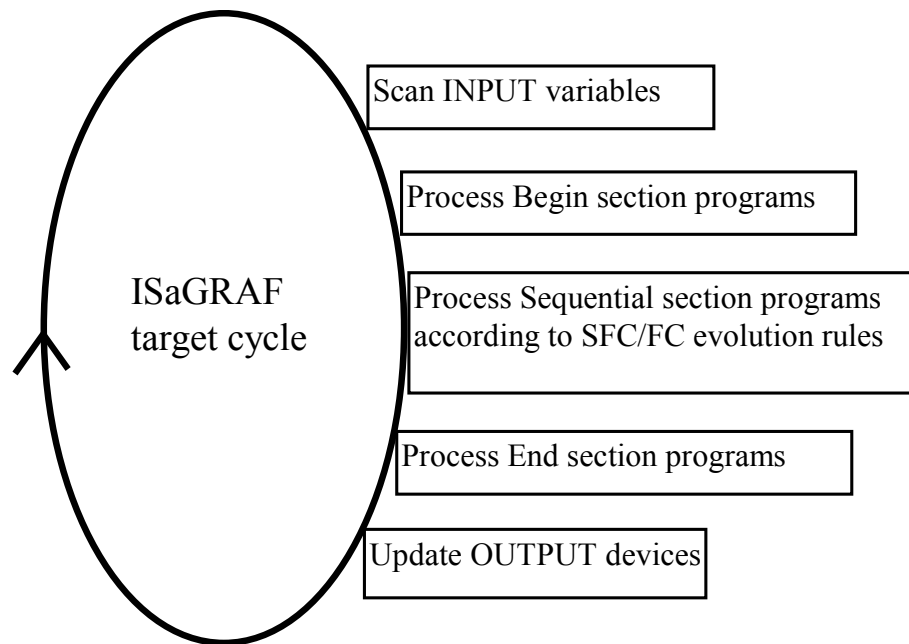 Scan INPUT variables
Process Begin section programs
ISaGRAF
target cycle
Process Sequential section programs
according to SFC/FC evolution rules
Process End section programs
Update OUTPUT devices